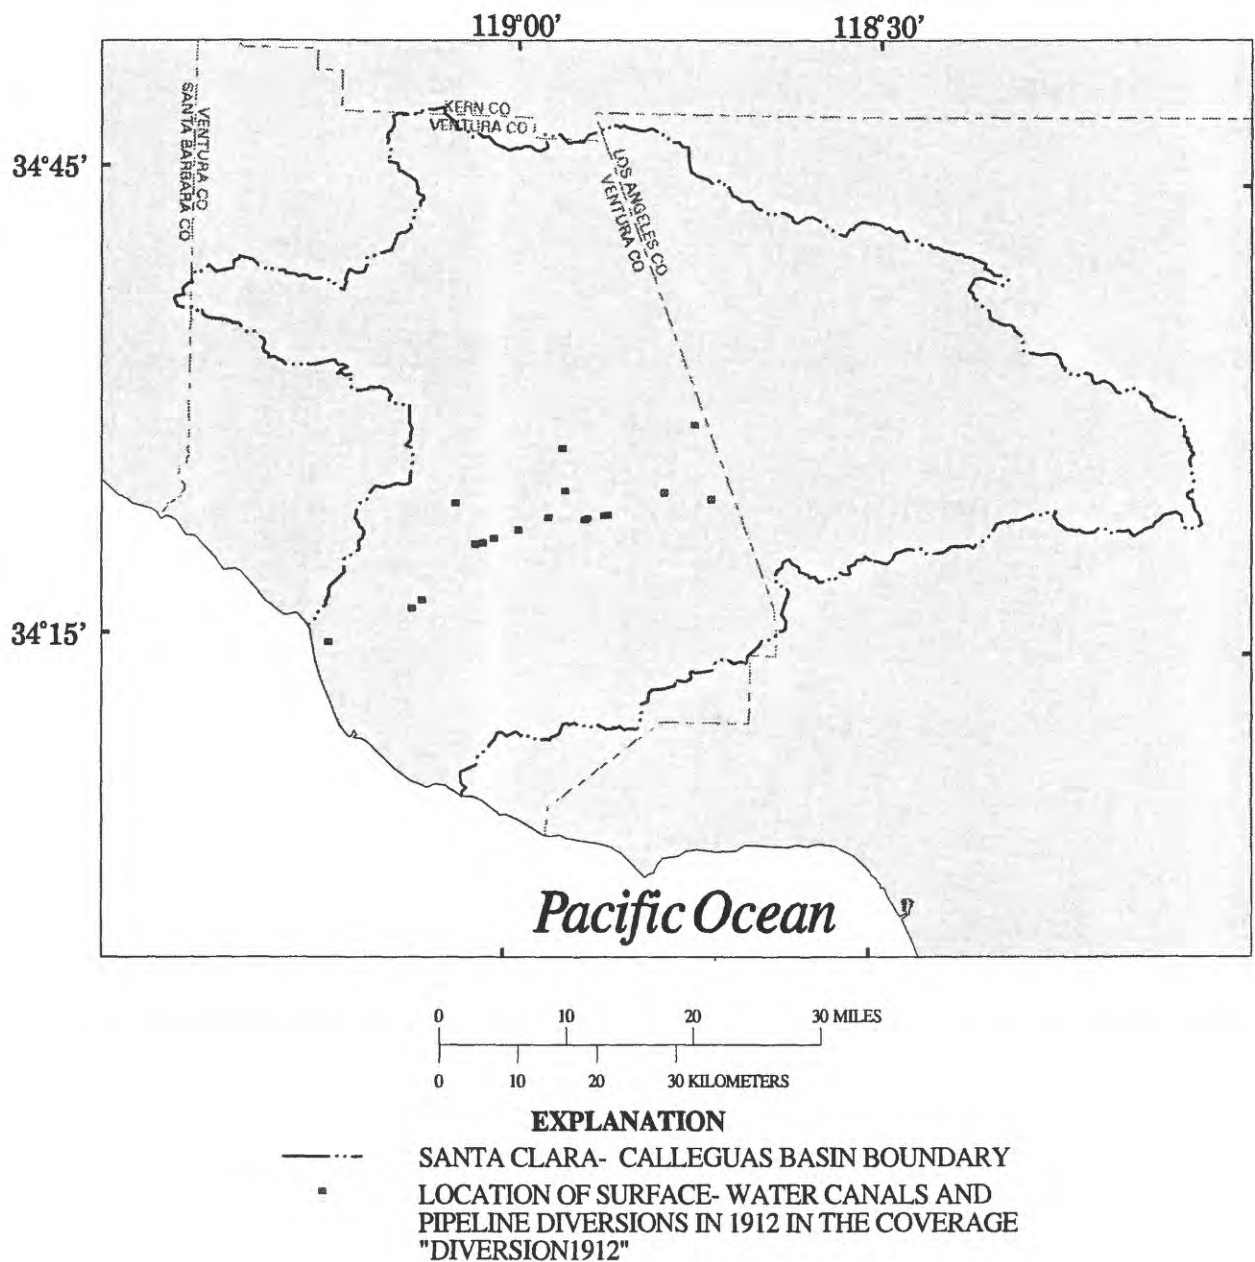 119°00'
118°30'
34°45'
34°15'
VENTURA CO
SANTA BARBARA CO
KERN CO
VENTURA CO
LOS ANGELES CO
VENTURA CO
Pacific Ocean
0 10 20 30 MILES
0 10 20 30 KILOMETERS
EXPLANATION
SANTA CLARA- CALLEGUAS BASIN BOUNDARY
LOCATION OF SURFACE- WATER CANALS AND
PIPELINE DIVERSIONS IN 1912 IN THE COVERAGE
"DIVERSION1912"